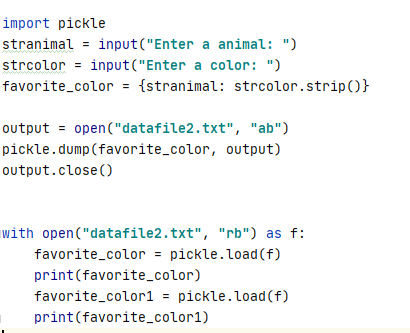 import pickle
stranimal = input("Enter a animal: ")
strcolor = input("Enter a color: ")
favorite_color = {stranimal: strcolor.strip()}

output = open("datafile2.txt", "ab")
pickle.dump(favorite_color, output)
output.close()


with open("datafile2.txt", "rb") as f:
    favorite_color = pickle.load(f)
    print(favorite_color)
    favorite_color1 = pickle.load(f)
    print(favorite_color1)